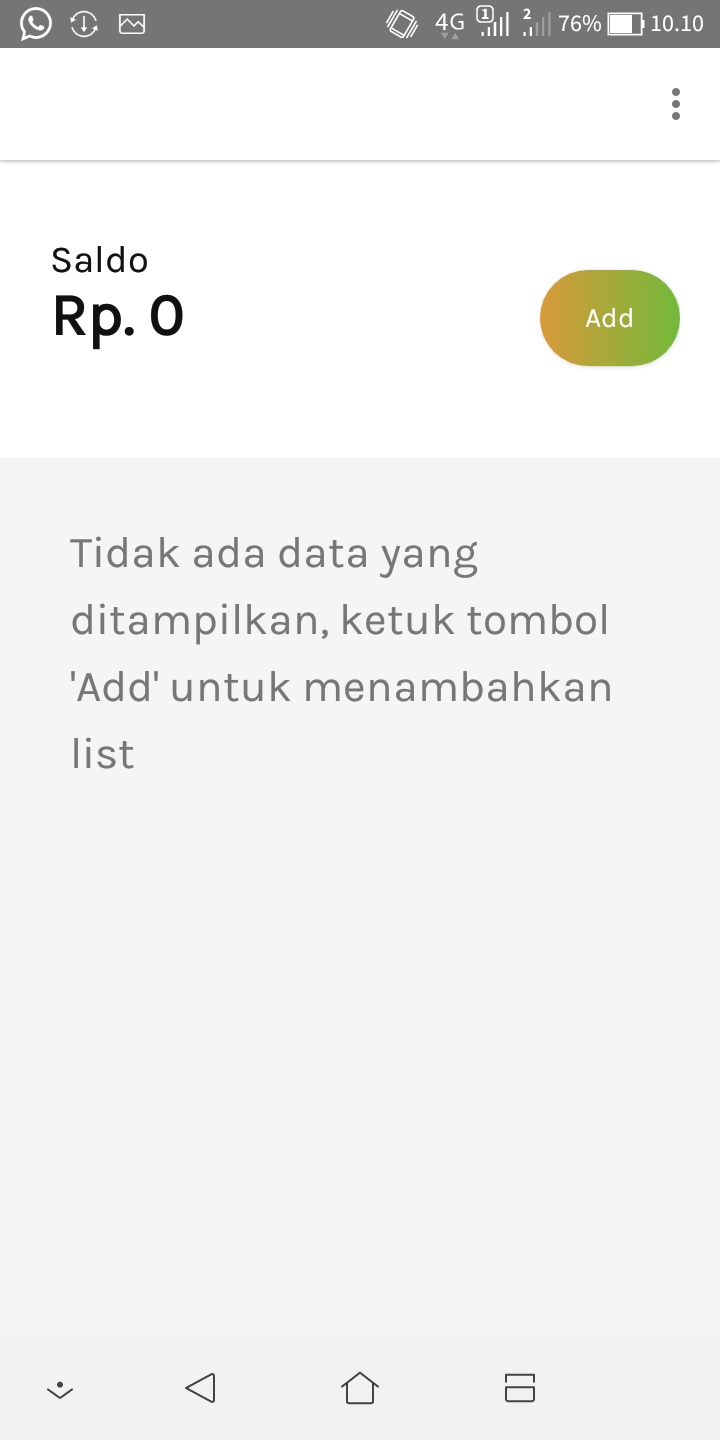 4G 1 2 76% 10.10
Saldo
Rp. 0
Add
Tidak ada data yang
ditampilkan, ketuk tombol
'Add' untuk menambahkan
list